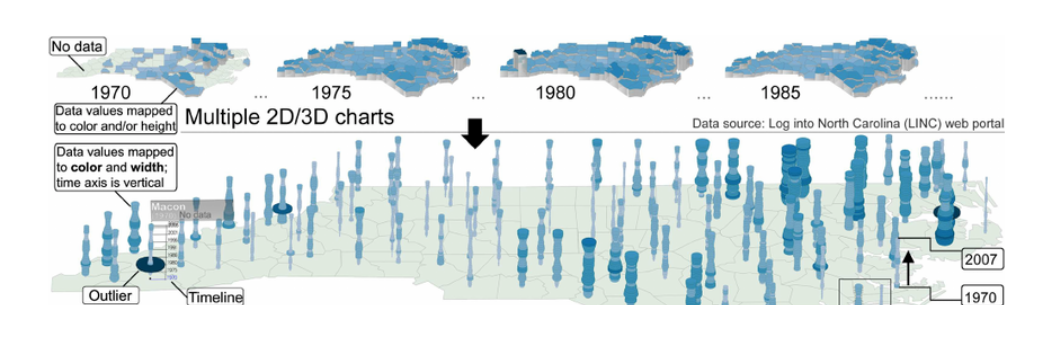 No data
1970
...
1975
...
1980
...
1985
......
Data values mapped
to color and/or height
Multiple 2D/3D charts
Data source: Log into North Carolina (LINC) web portal
Data values mapped
to color and width;
time axis is vertical
Macon
No data
2007
Outlier
Timeline
1970